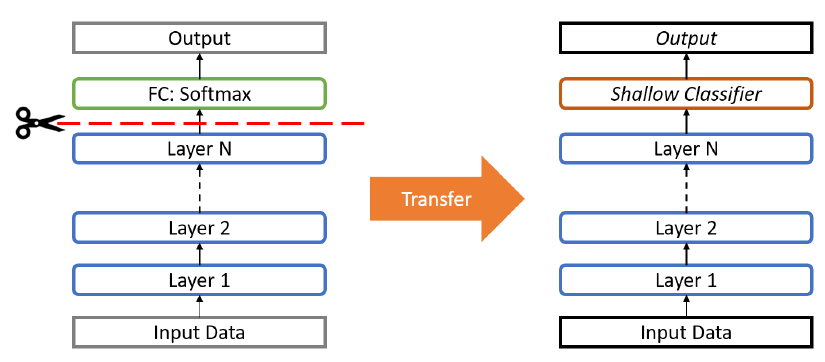 Output
FC: Softmax
Layer N
Layer 2
Layer 1
Input Data
Transfer
Output
Shallow Classifier
Layer N
Layer 2
Layer 1
Input Data